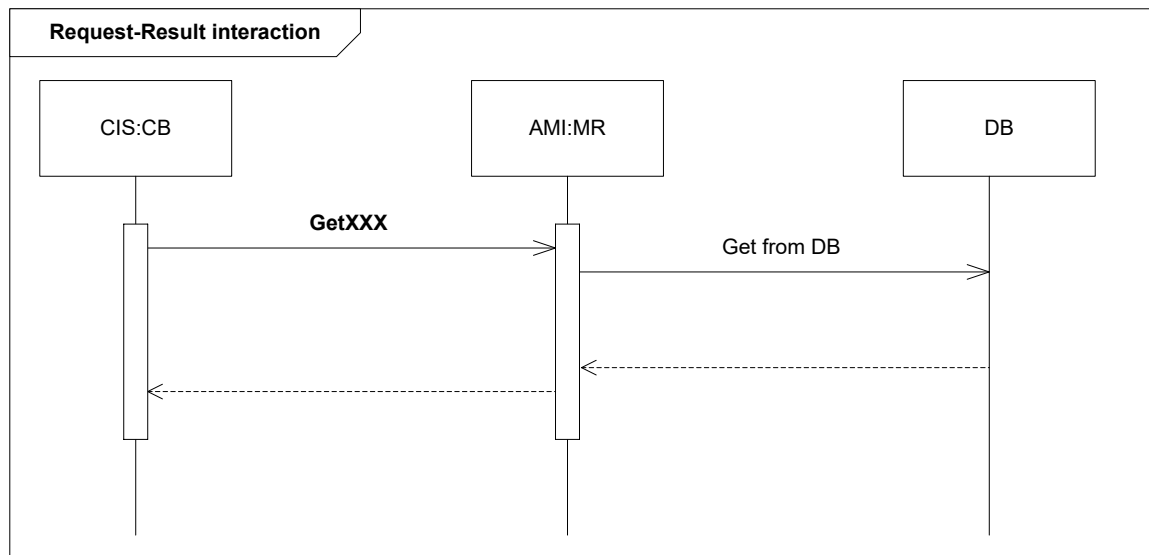 Request-Result interaction
CIS:CB
AMI:MR
DB
GetXXX
Get from DB